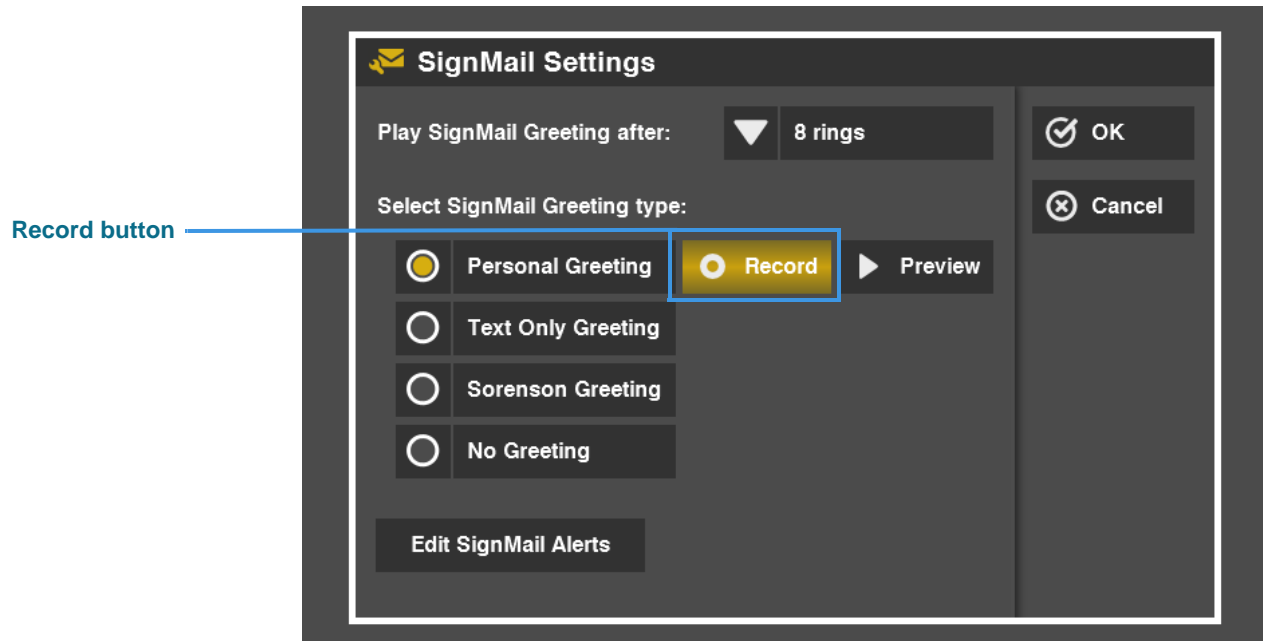 SignMail Settings
Play SignMail Greeting after: 8 rings
OK
Select SignMail Greeting type:
Cancel
Record button
Personal Greeting Record Preview
Text Only Greeting
Sorenson Greeting
No Greeting
Edit SignMail Alerts